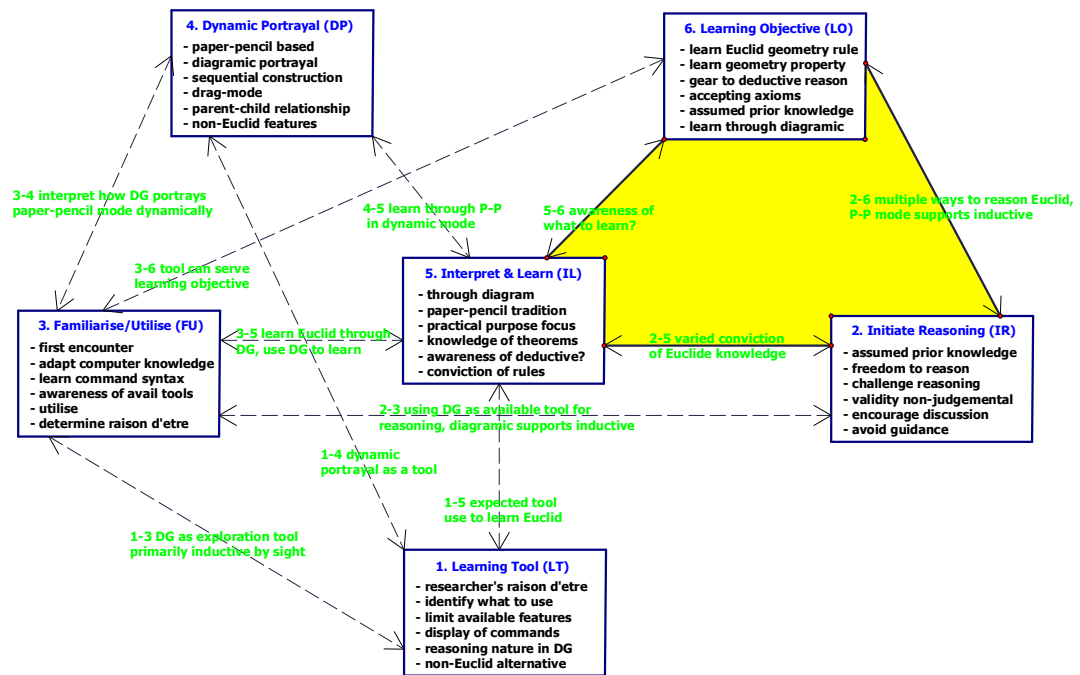 4. Dynamic Portrayal (DP)
- paper-pencil based
- diagramic portrayal
- sequential construction
- drag-mode
- parent-child relationship
- non-Euclid features
6. Learning Objective (LO)
- learn Euclid geometry rule
- learn geometry property
- gear to deductive reason
- accepting axioms
- assumed prior knowledge
- learn through diagramic
3-4 interpret how DG portrays
paper-pencil mode dynamically
4-5 learn through P-P
in dynamic mode
5-6 awareness of
what to learn?
2-6 multiple ways to reason Euclid,
P-P mode supports inductive
3-6 tool can serve
learning objective
5. Interpret & Learn (IL)
- through diagram
- paper-pencil tradition
- practical purpose focus
- knowledge of theorems
- awareness of deductive?
- conviction of rules
3. Familiarise/Utilise (FU)
- first encounter
- adapt computer knowledge
- learn command syntax
- awareness of avail tools
- utilise
- determine raison d'etre
3-5 learn Euclid through
DG, use DG to learn
2-5 varied conviction
of Euclide knowledge
2. Initiate Reasoning (IR)
- assumed prior knowledge
- freedom to reason
- challenge reasoning
- validity non-judgemental
- encourage discussion
- avoid guidance
2-3 using DG as available tool for
reasoning, diagramic supports inductive
1-4 dynamic
portrayal as a tool
1-5 expected tool
use to learn Euclid
1-3 DG as exploration tool
primarily inductive by sight
1. Learning Tool (LT)
- researcher's raison d'etre
- identify what to use
- limit available features
- display of commands
- reasoning nature in DG
- non-Euclid alternative